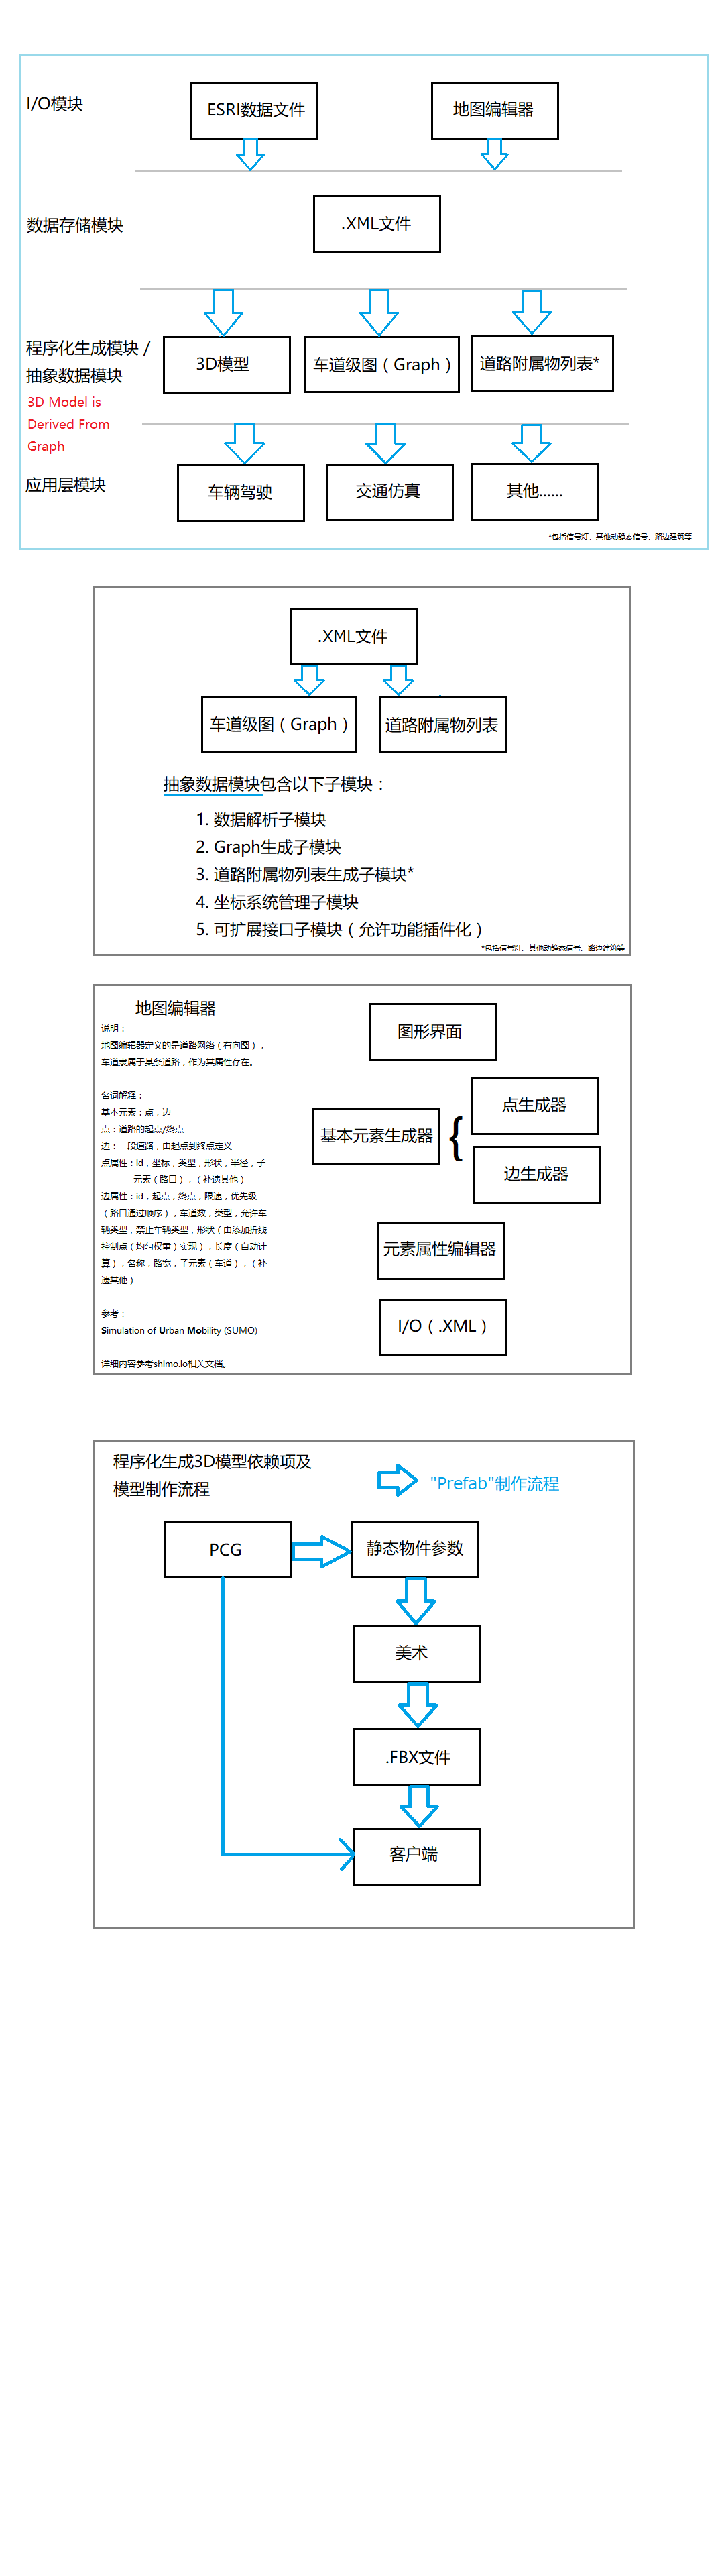 I/O模块
ESRI数据文件
地图编辑器
数据存储模块
.XML文件
程序化生成模块 /
抽象数据模块
3D模型
车道级图（Graph）
道路附属物列表*
3D Model is
Derived From
Graph
应用层模块
车辆驾驶
交通仿真
其他......
*包括信号灯、其他动静态信号、路边建筑等
.XML文件
车道级图（Graph）
道路附属物列表
抽象数据模块包含以下子模块：
1. 数据解析子模块
2. Graph生成子模块
3. 道路附属物列表生成子模块*
4. 坐标系统管理子模块
5. 可扩展接口子模块（允许功能插件化）
*包括信号灯、其他动静态信号、路边建筑等
地图编辑器
说明：
地图编辑器定义的是道路网络（有向图），
车道隶属于某条道路，作为其属性存在。
名词解释：
基本元素：点，边
点：道路的起点/终点
边：一段道路，由起点到终点定义
点属性：id，坐标，类型，形状，半径，子
元素（路口），（补遗其他）
边属性：id，起点，终点，限速，优先级
（路口通过顺序），车道数，类型，允许车
辆类型，禁止车辆类型，形状（由添加折线
控制点（均匀权重）实现），长度（自动计
算），名称，路宽，子元素（车道），（补
遗其他）
参考：
Simulation of Urban Mobility (SUMO)
详细内容参考shimo.io相关文档。
图形界面
基本元素生成器
{
点生成器
边生成器
元素属性编辑器
I/O（.XML）
程序化生成3D模型依赖项及
模型制作流程
"Prefab"制作流程
PCG
静态物件参数
美术
.FBX文件
客户端